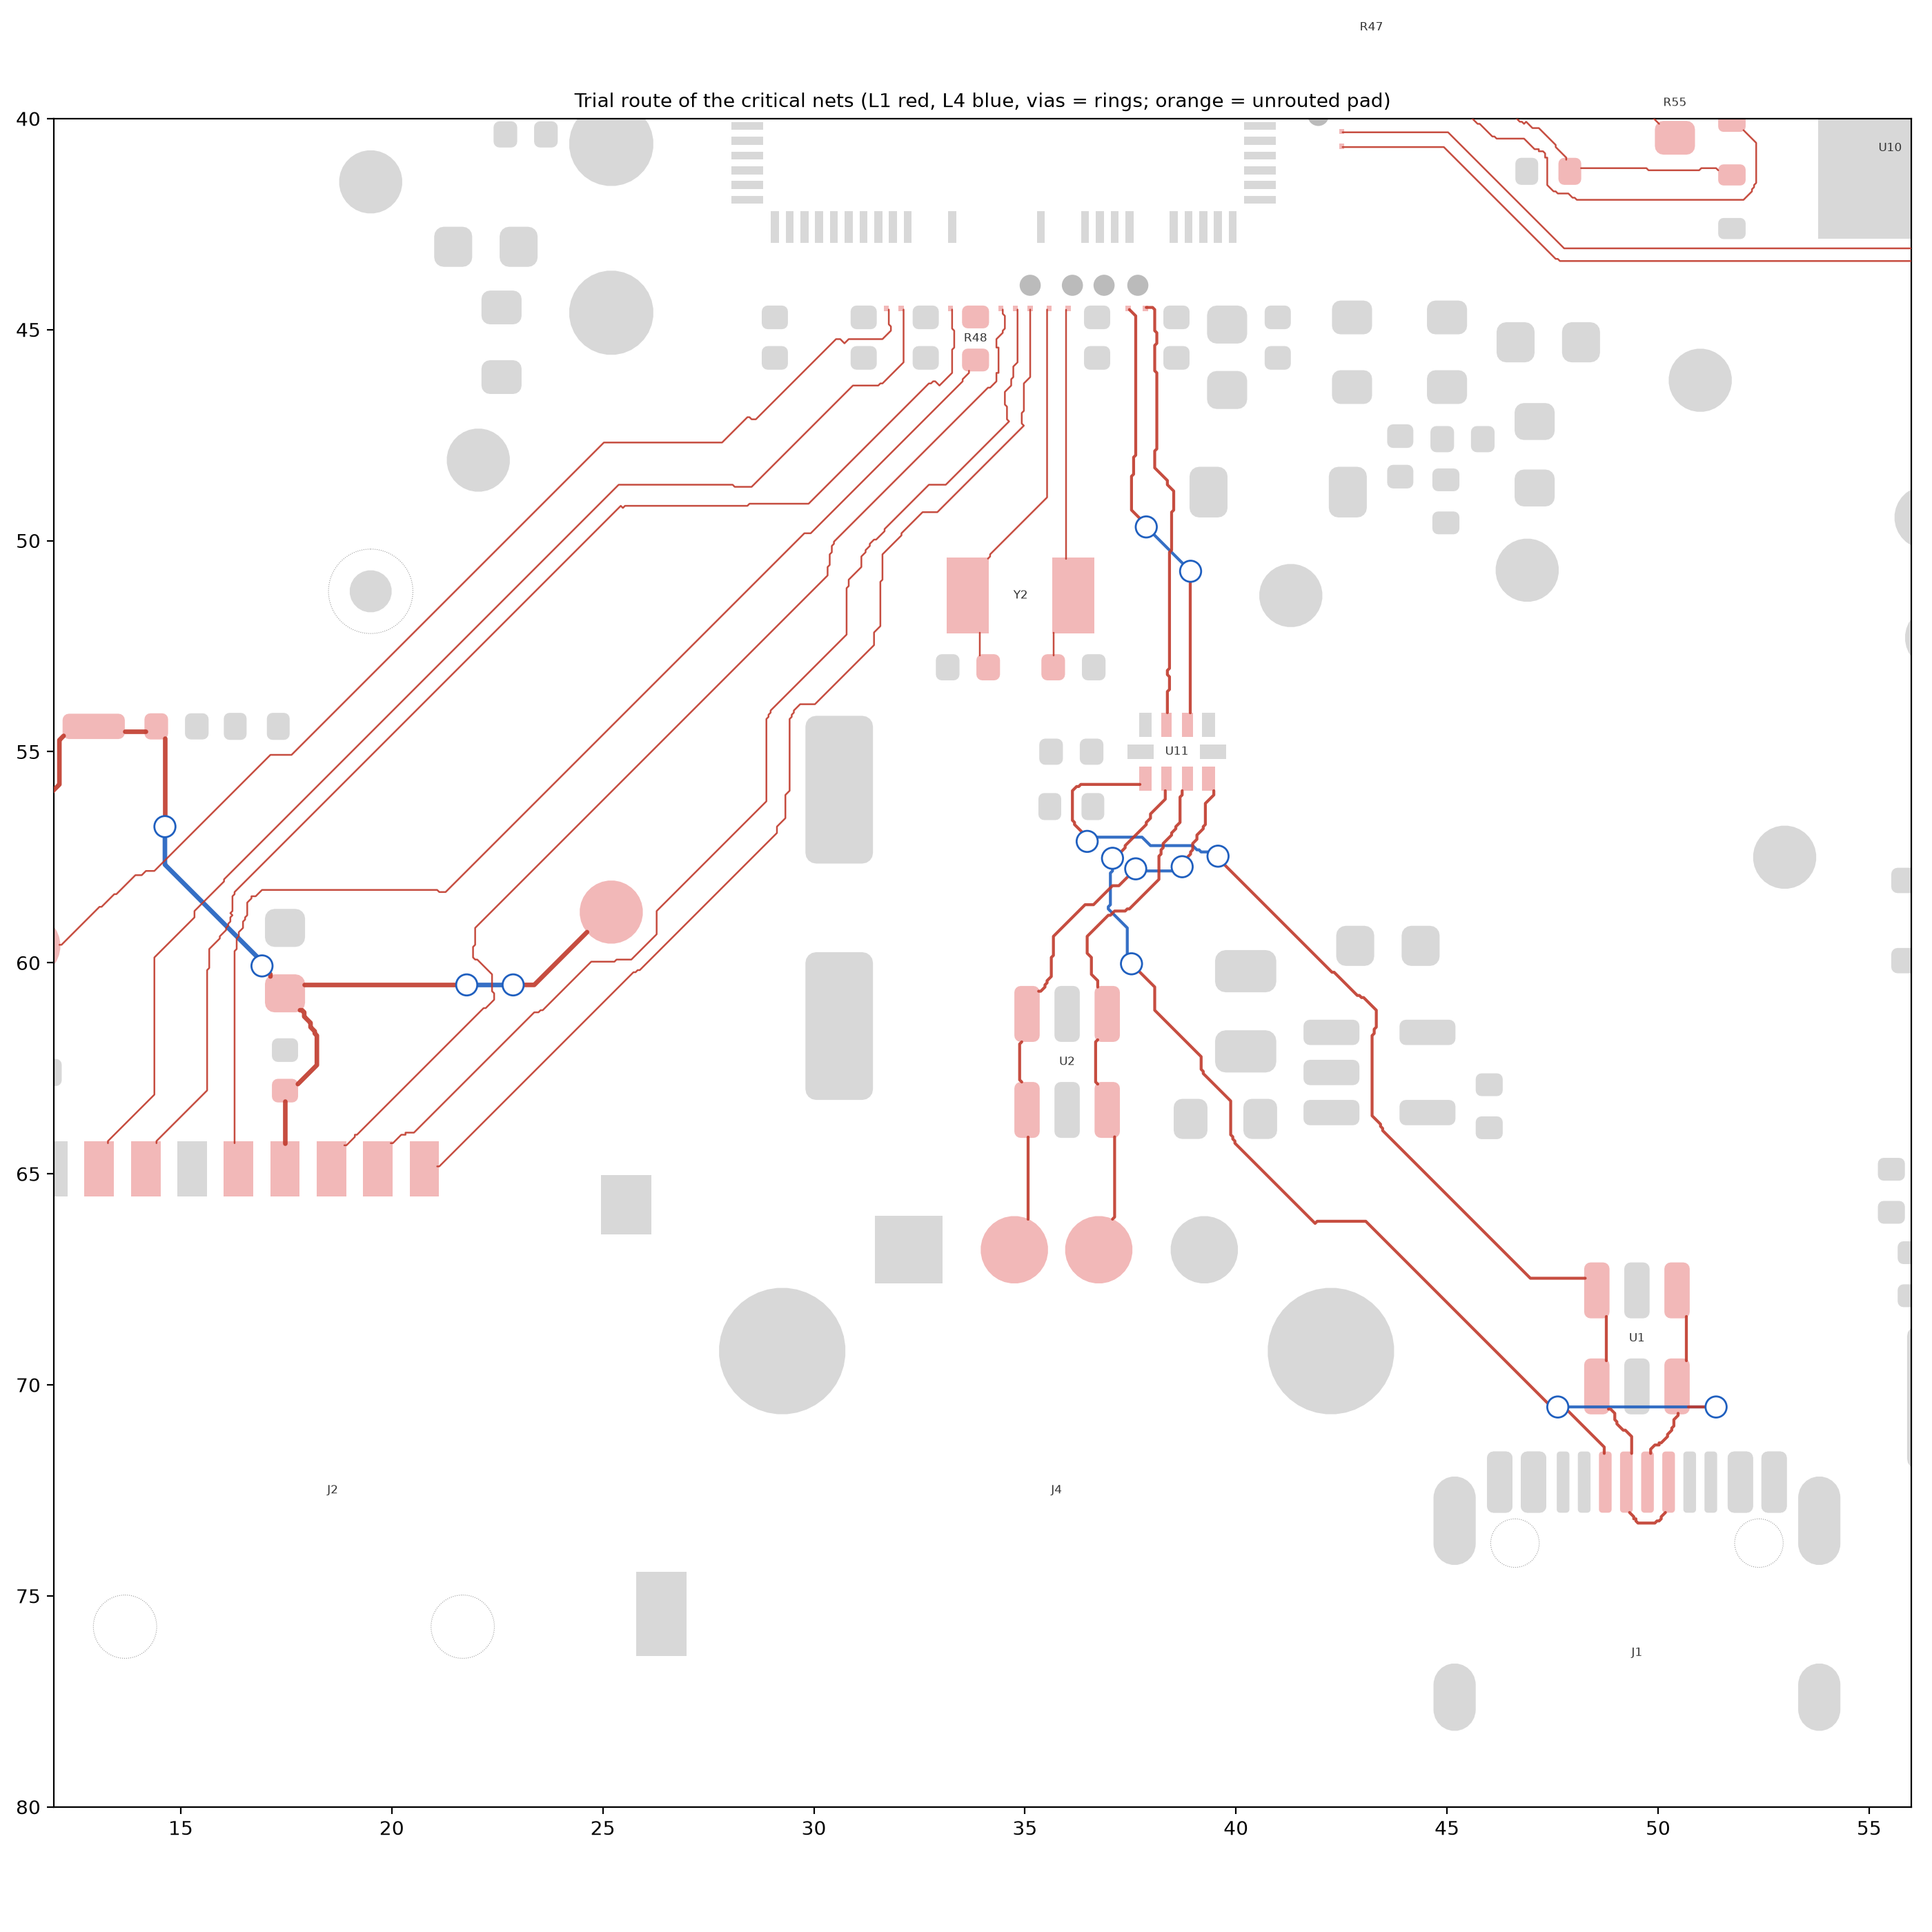 R47
Trial route of the critical nets (L1 red, L4 blue, vias = rings; orange = unrouted pad)
R55
40
U10
45
R48
50
Y2
55
U11
60
U2
65
U1
70
J2
J4
75
J1
80
15 20 25 30 35 40 45 50 55